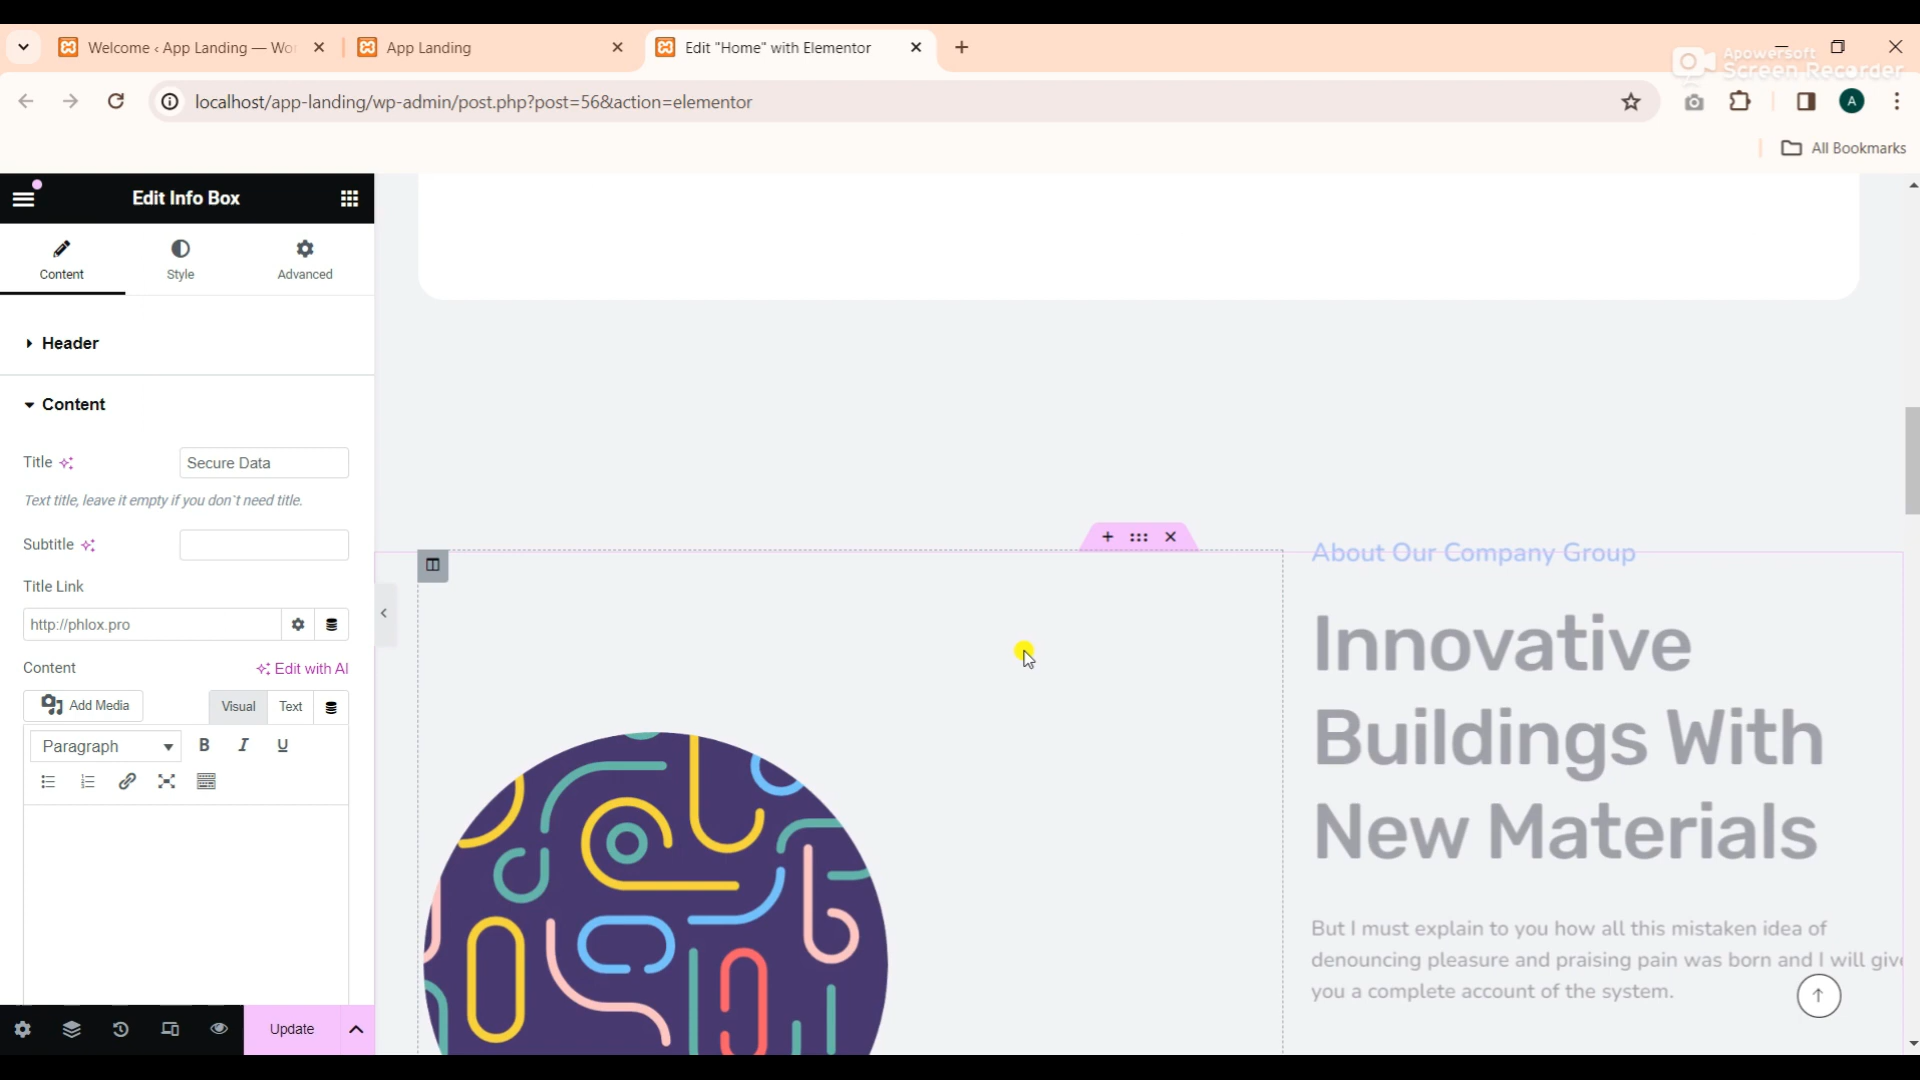 Welcome ‹ App Landing — Wo
App Landing
Edit "Home" with Elementor
Apowersoft
Screen Recorder
localhost/app-landing/wp-admin/post.php?post=56&action=elementor
A
All Bookmarks
Edit Info Box
Content
Style
Advanced
Header
Content
Title
Secure Data
Text title, leave it empty if you don`t need title.
Subtitle
Title Link
http://phlox.pro
Content
Edit with AI
Add Media
Visual
Text
Paragraph
B
I
U
Update
About Our Company Group
Innovative
Buildings With
New Materials
But I must explain to you how all this mistaken idea of
denouncing pleasure and praising pain was born and I will give
you a complete account of the system.